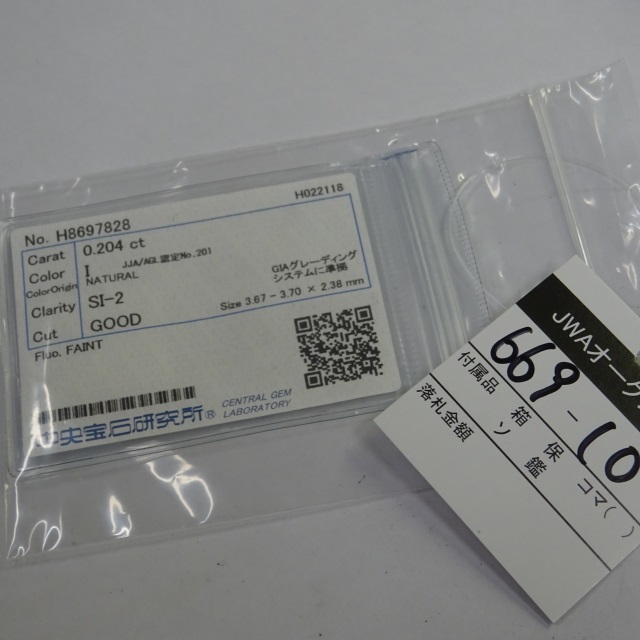 No. H8697828 H022118
Carat 0.204 ct
Color I JJA/AGL認定No.201
ColorOrigin NATURAL GIAグレーディング
システムに準拠
Clarity SI-2
Size 3.67 - 3.70 × 2.38 mm
Cut GOOD
Fluo. FAINT
中央宝石研究所® CENTRAL GEM
LABORATORY
JWAオーク
669-10
付属品 箱 保 コマ( )
ソ 鑑
落札金額